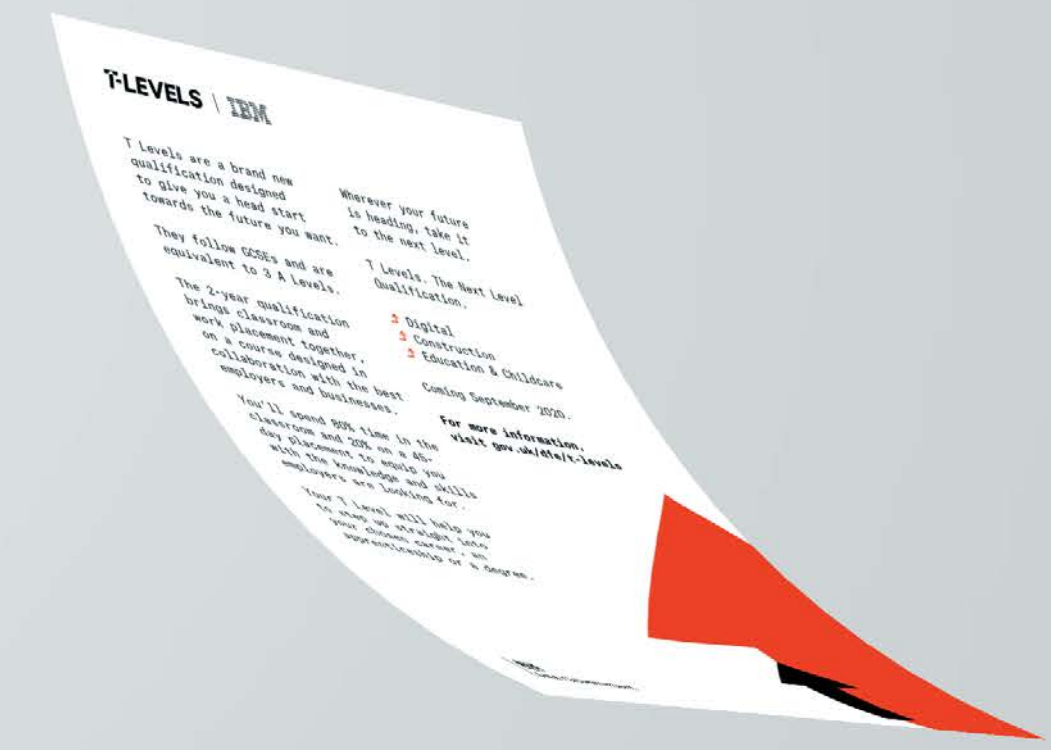 T-LEVELS | IBM
T Levels are a brand new
qualification designed
to give you a head start
towards the future you want.
They follow GCSEs and are
equivalent to 3 A Levels.
The 2-year qualification
brings classroom and
work placement together,
on a course designed in
collaboration with the best
employers and businesses.
You'll spend 80% time in the
classroom and 20% on a 45-
day placement to equip you
with the knowledge and skills
employers are looking for.
Your T Level will help you
to step up straight into
your chosen career, an
apprenticeship or a degree.
Wherever your future
is heading, take it
to the next level.
T Levels. The Next Level
Qualification.
Digital
Construction
Education & Childcare
Coming September 2020.
For more information,
visit gov.uk/dfe/t-levels